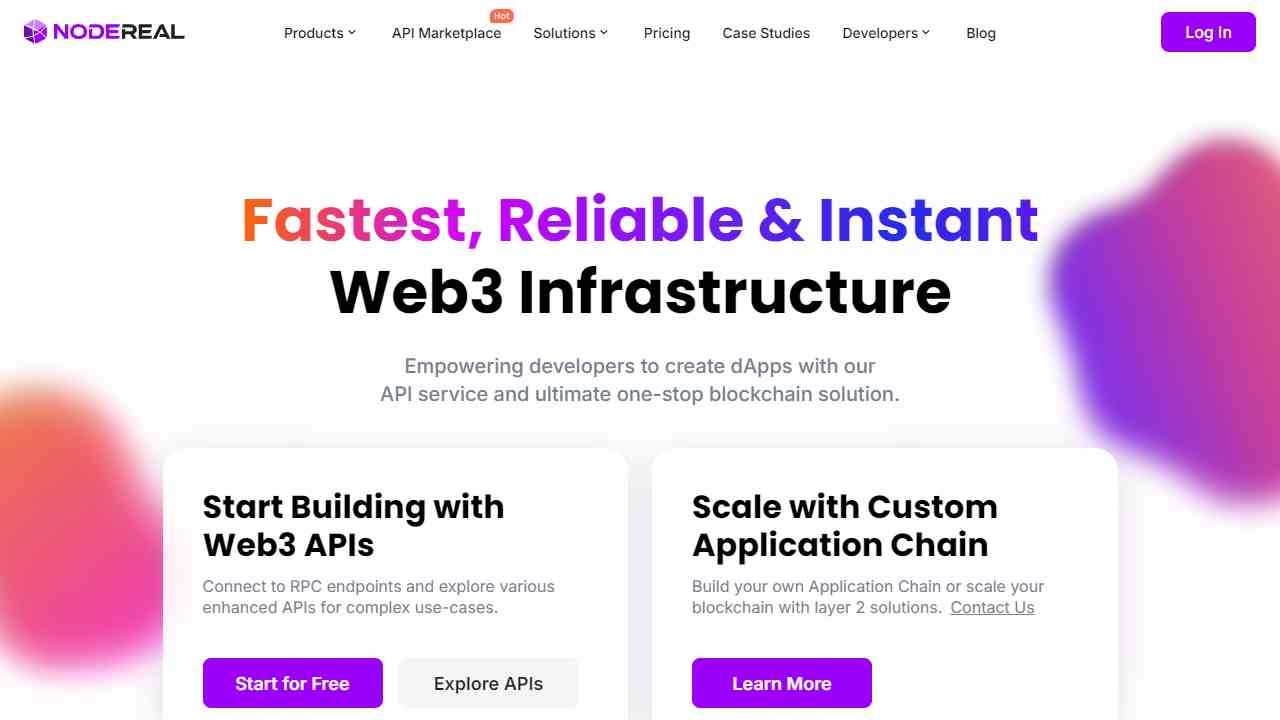 NODEREAL
Products
API Marketplace
Hot
Solutions
Pricing
Case Studies
Developers
Blog
Log In
Fastest, Reliable & Instant
Web3 Infrastructure
Empowering developers to create dApps with our
API service and ultimate one-stop blockchain solution.
Start Building with
Web3 APIs
Connect to RPC endpoints and explore various
enhanced APIs for complex use-cases.
Start for Free
Explore APIs
Scale with Custom
Application Chain
Build your own Application Chain or scale your
blockchain with layer 2 solutions. Contact Us
Learn More